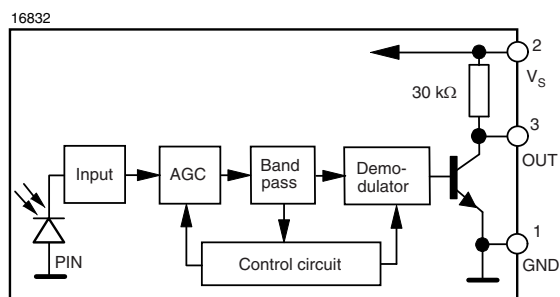 16832
2
V_S
30 kΩ
3
OUT
Input
AGC
Band
pass
Demo-
dulator
PIN
Control circuit
1
GND